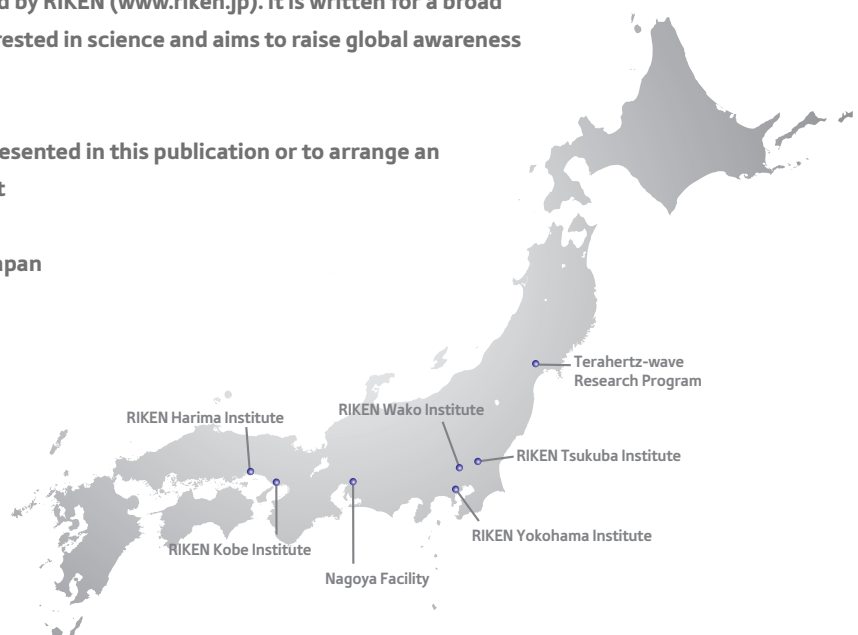 d by RIKEN (www.riken.jp). It is written for a broad
rested in science and aims to raise global awareness
esented in this publication or to arrange an
t
apan
Terahertz-wave
Research Program
RIKEN Harima Institute
RIKEN Wako Institute
RIKEN Tsukuba Institute
RIKEN Yokohama Institute
RIKEN Kobe Institute
Nagoya Facility